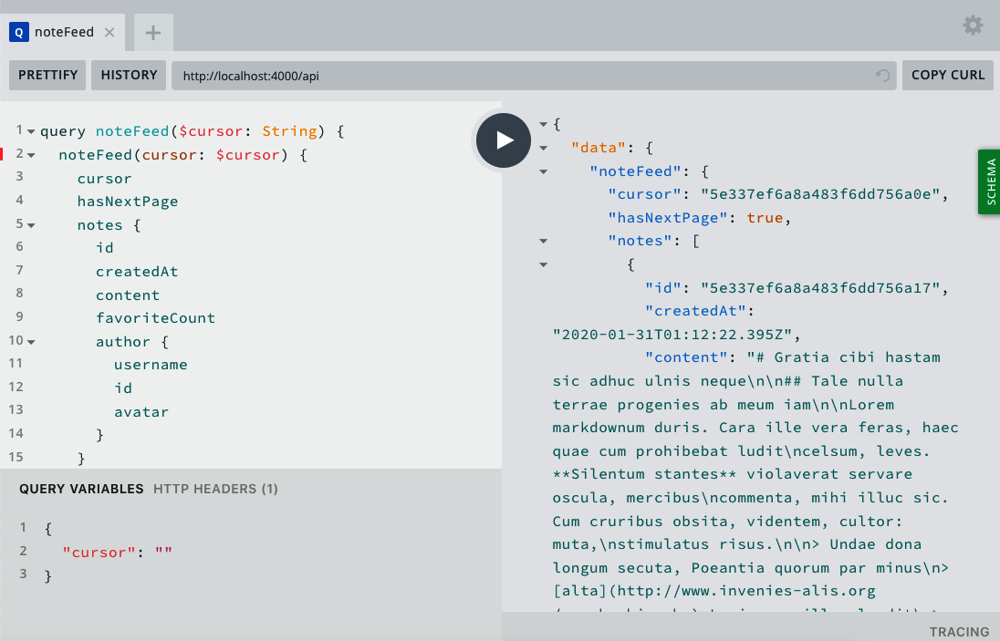 Q noteFeed
PRETTIFY HISTORY http://localhost:4000/api COPY CURL
1 query noteFeed($cursor: String) {
2 noteFeed(cursor: $cursor) {
3 cursor
4 hasNextPage
5 notes {
6 id
7 createdAt
8 content
9 favoriteCount
10 author {
11 username
12 id
13 avatar
14 }
15 }
QUERY VARIABLES HTTP HEADERS (1)
1 {
2 "cursor": ""
3 }
{
"data": {
"noteFeed": {
"cursor": "5e337ef6a8a483f6dd756a0e",
"hasNextPage": true,
"notes": [
{
"id": "5e337ef6a8a483f6dd756a17",
"createdAt":
"2020-01-31T01:12:22.395Z",
"content": "# Gratia cibi hastam
sic adhuc ulnis neque\n\n## Tale nulla
terrae progenies ab meum iam\n\nLorem
markdownum duris. Cara ille vera feras, haec
quae cum prohibebat ludit\ncelsum, leves.
**Silentum stantes** violaverat servare
oscula, mercibus\ncommenta, mihi illuc sic.
Cum cruribus obsita, videntem, cultor:
muta,\nstimulatus risus.\n\n> Undae dona
longum secuta, Poeantia quorum par minus\n>
[alta](http://www.invenies-alis.org
SCHEMA
TRACING